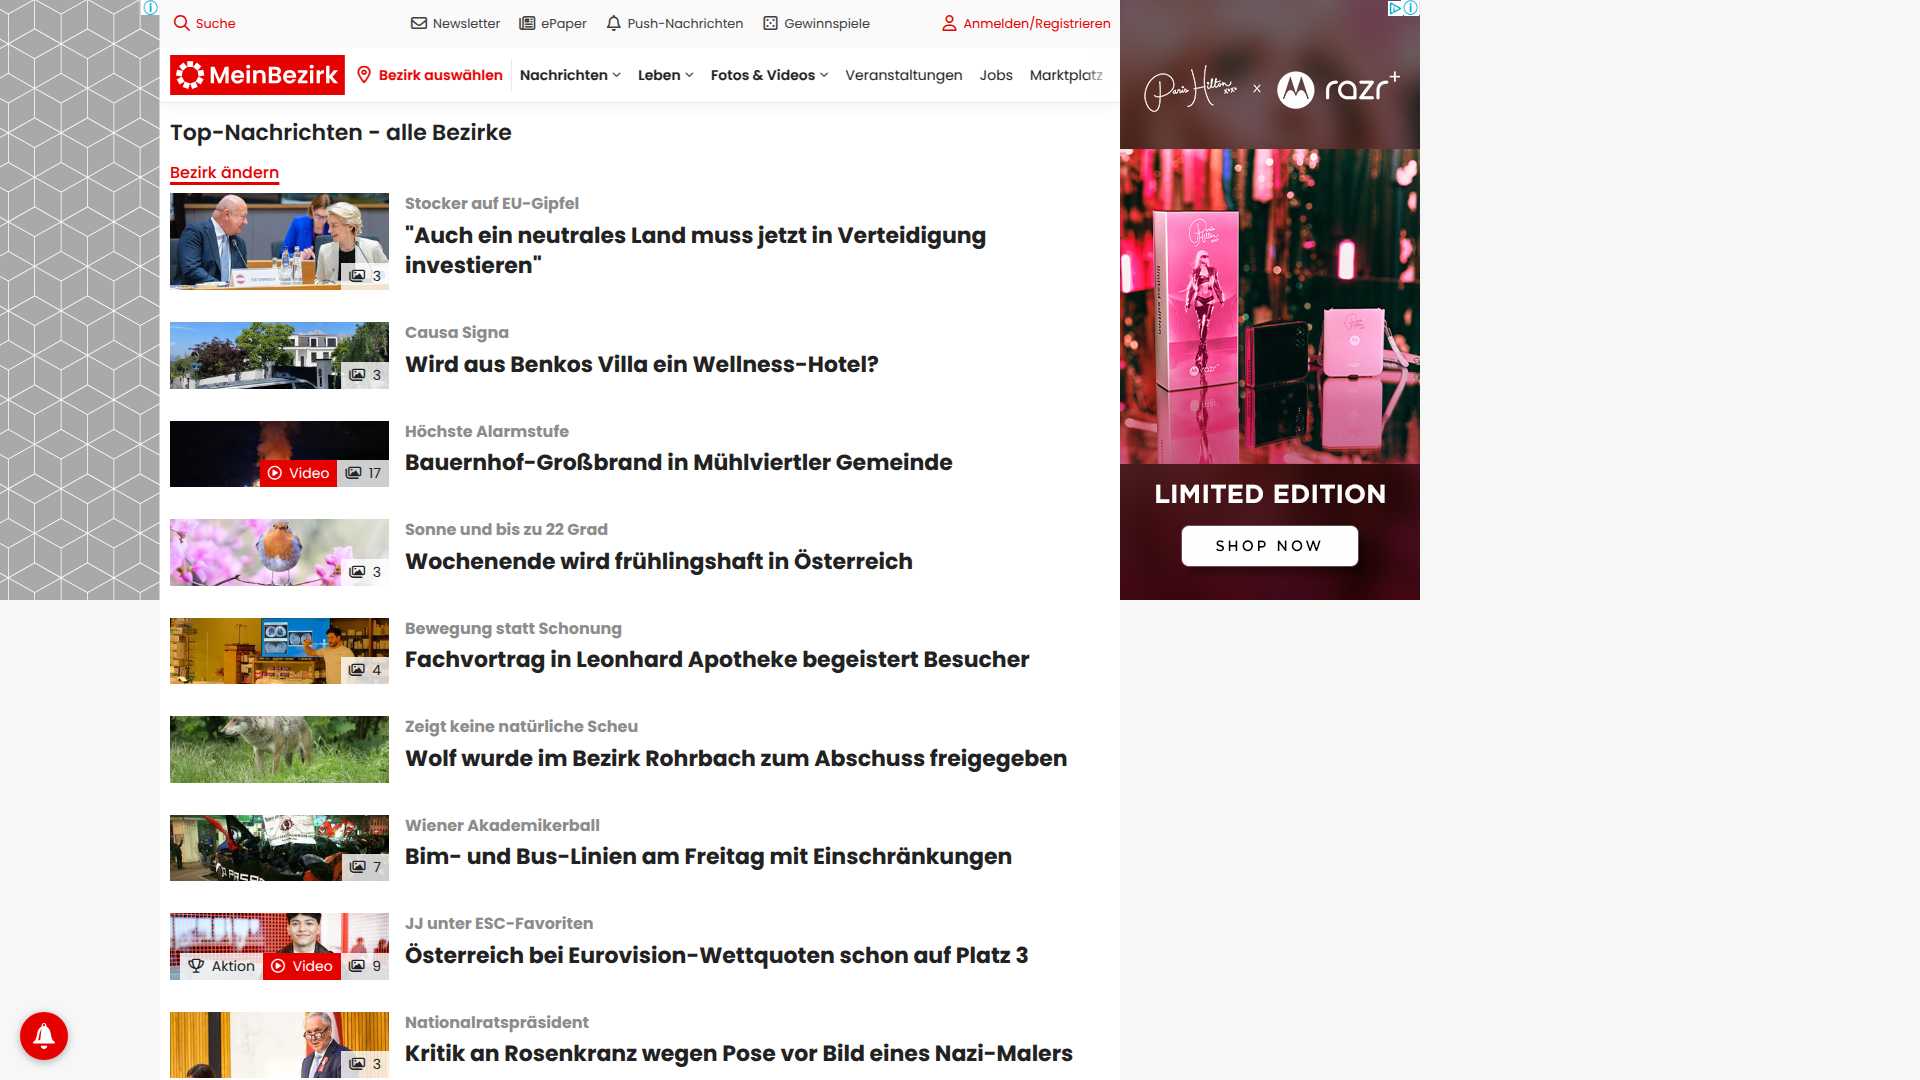 Suche
Newsletter
ePaper
Push-Nachrichten
Gewinnspiele
Anmelden/Registrieren
MeinBezirk
Bezirk auswählen
Nachrichten
Leben
Fotos & Videos
Veranstaltungen
Jobs
Marktplatz
Top-Nachrichten - alle Bezirke
Bezirk ändern
3
Stocker auf EU-Gipfel
"Auch ein neutrales Land muss jetzt in Verteidigung
investieren"
3
Causa Signa
Wird aus Benkos Villa ein Wellness-Hotel?
Video
17
Höchste Alarmstufe
Bauernhof-Großbrand in Mühlviertler Gemeinde
3
Sonne und bis zu 22 Grad
Wochenende wird frühlingshaft in Österreich
4
Bewegung statt Schonung
Fachvortrag in Leonhard Apotheke begeistert Besucher
Zeigt keine natürliche Scheu
Wolf wurde im Bezirk Rohrbach zum Abschuss freigegeben
7
Wiener Akademikerball
Bim- und Bus-Linien am Freitag mit Einschränkungen
Aktion
Video
9
JJ unter ESC-Favoriten
Österreich bei Eurovision-Wettquoten schon auf Platz 3
3
Nationalratspräsident
Kritik an Rosenkranz wegen Pose vor Bild eines Nazi-Malers
Paris Hilton x razr+
LIMITED EDITION
SHOP NOW